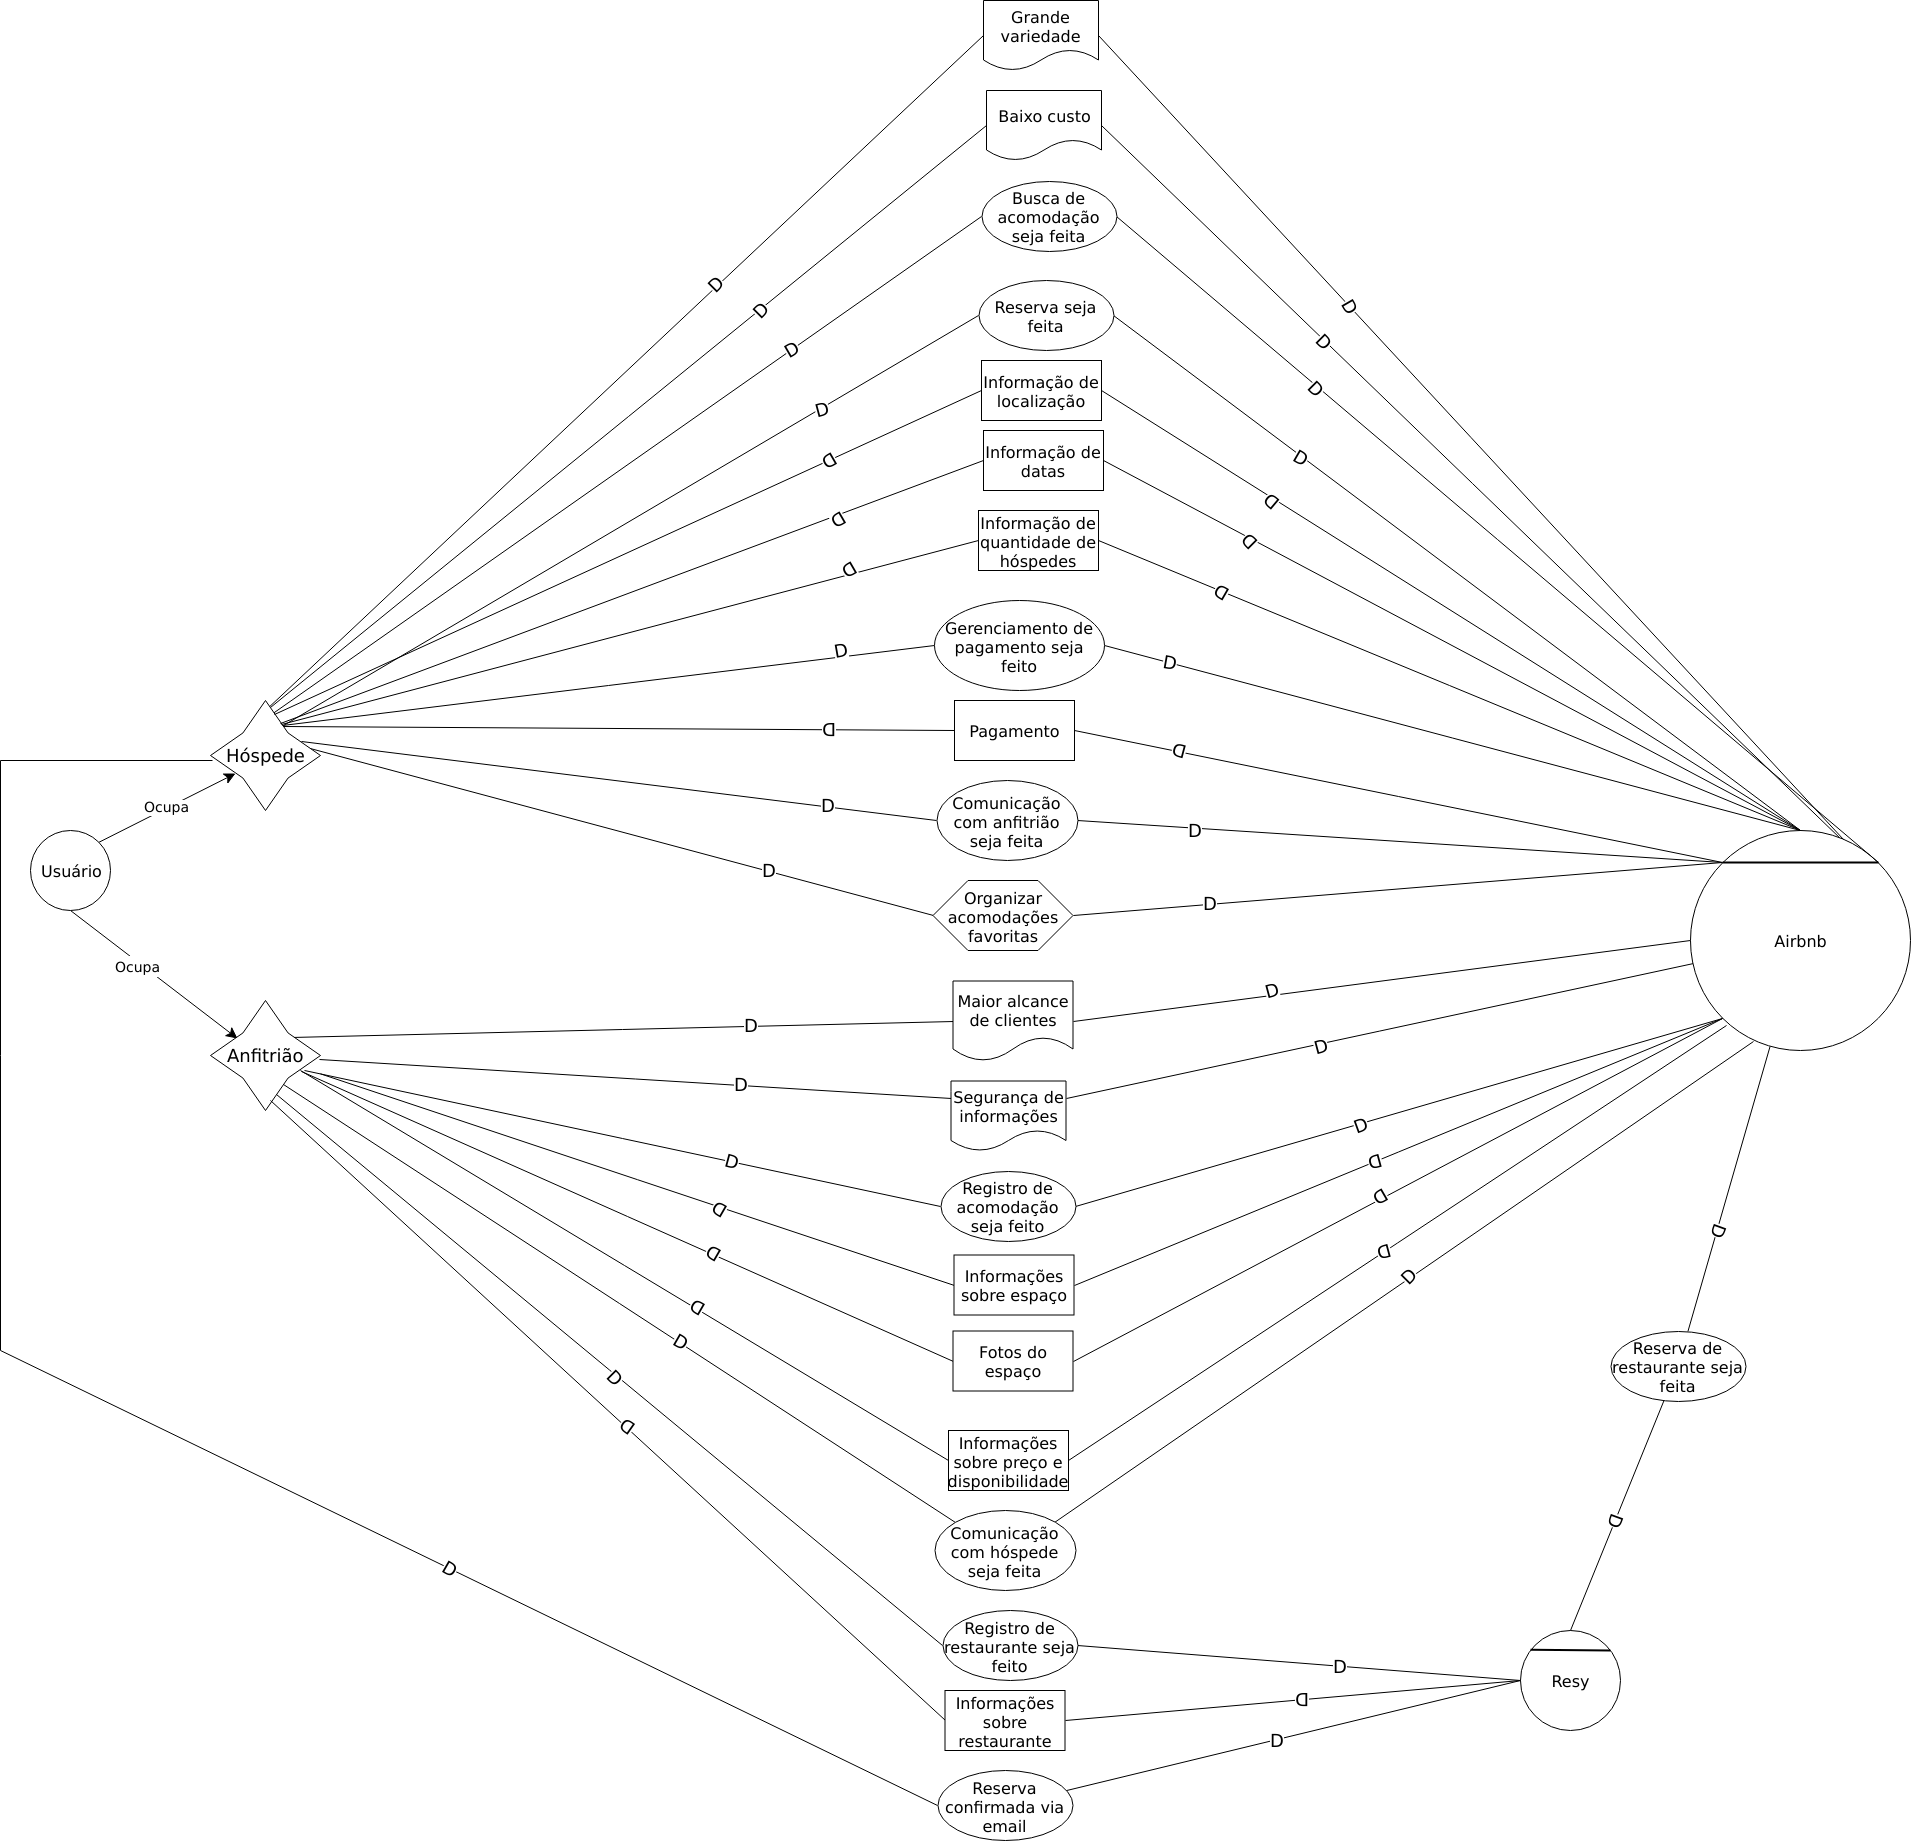 Grande
variedade
Baixo custo
Busca de
acomodação
seja feita
D
D
D
D
D
D
Reserva seja
feita
D
D
Informação de
localização
D
D
Informação de
datas
D
D
Informação de
quantidade de
hóspedes
D
D
Gerenciamento de
pagamento seja
feito
D
D
Pagamento
D
D
Hóspede
Ocupa
Comunicação
com anfitrião
seja feita
D
D
Usuário
Organizar
acomodações
favoritas
D
D
Airbnb
Ocupa
Maior alcance
de clientes
D
D
Anfitrião
Segurança de
informações
D
D
Registro de
acomodação
seja feito
D
D
Informações
sobre espaço
D
D
Fotos do
espaço
D
D
D
Reserva de
restaurante seja
feita
Informações
sobre preço e
disponibilidade
D
D
Comunicação
com hóspede
seja feita
D
D
D
Registro de
restaurante seja
feito
D
D
Resy
Informações
sobre
restaurante
D
D
Reserva
confirmada via
email
D
D